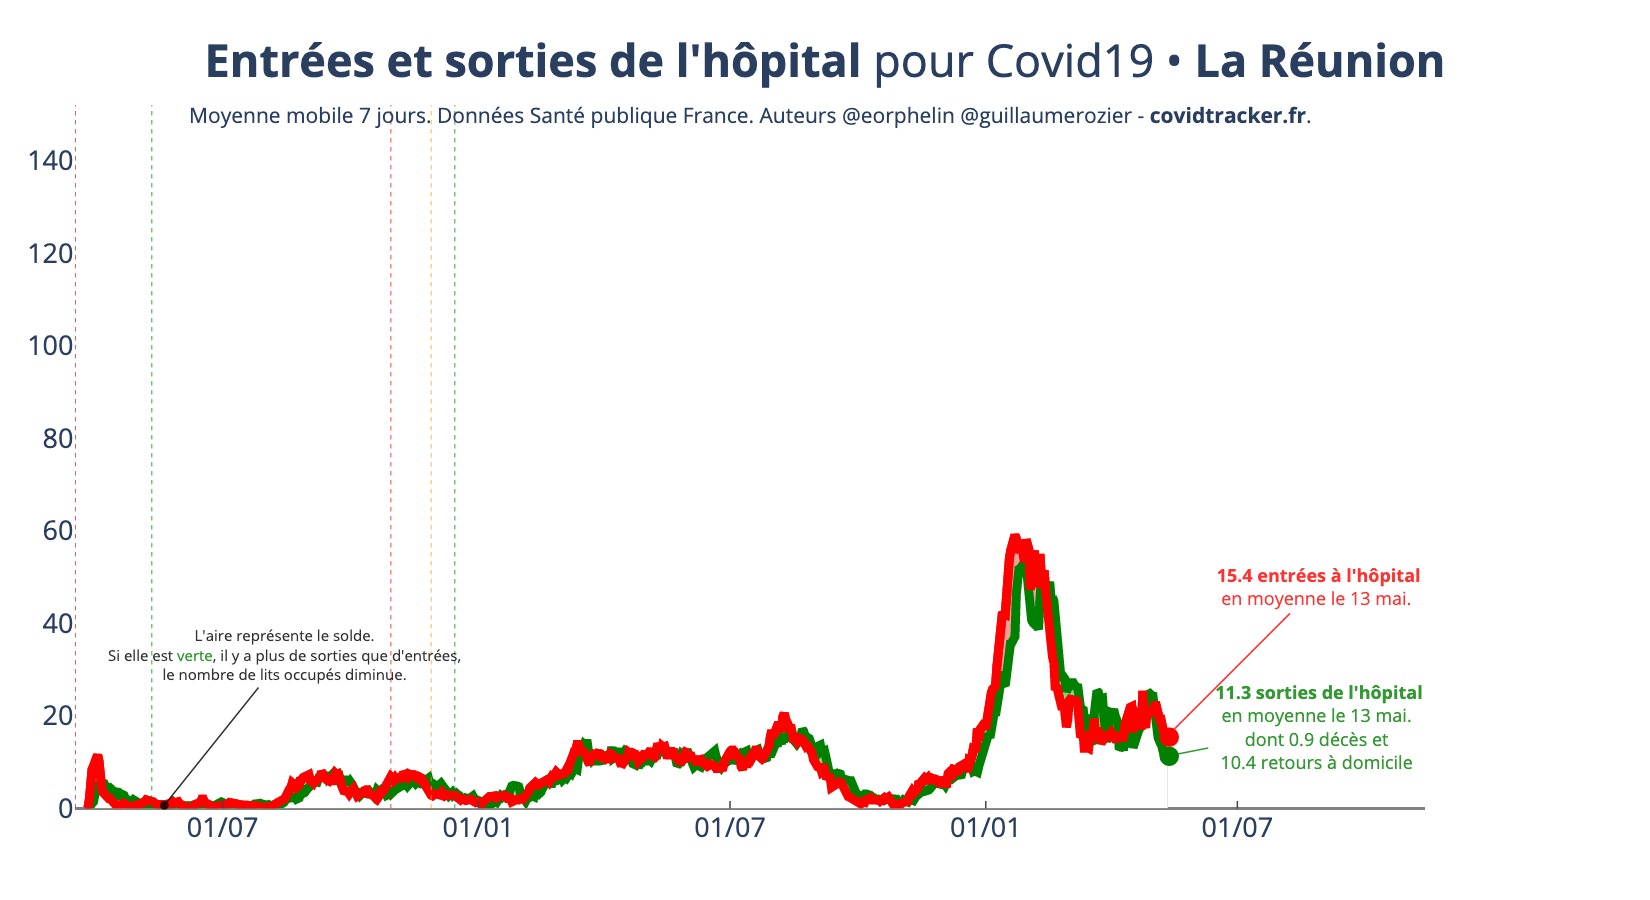 Entrées et sorties de l'hôpital pour Covid19 • La Réunion
Moyenne mobile 7 jours. Données Santé publique France. Auteurs @eorphelin @guillaumerozier - covidtracker.fr.
140
120
100
80
60
40
20
0
L'aire représente le solde.
Si elle est verte, il y a plus de sorties que d'entrées,
le nombre de lits occupés diminue.
15.4 entrées à l'hôpital
en moyenne le 13 mai.
11.3 sorties de l'hôpital
en moyenne le 13 mai.
dont 0.9 décès et
10.4 retours à domicile
01/07
01/01
01/07
01/01
01/07